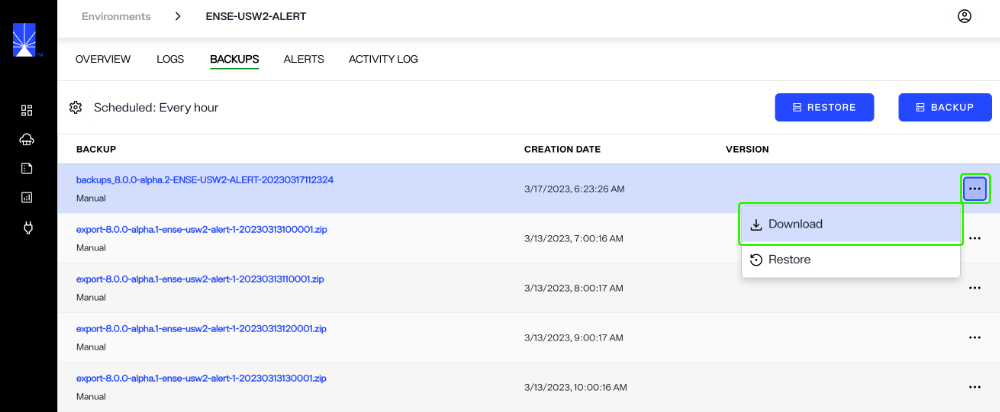 Environments > ENSE-USW2-ALERT
OVERVIEW LOGS BACKUPS ALERTS ACTIVITY LOG
Scheduled: Every hour RESTORE BACKUP
BACKUP CREATION DATE VERSION
backups_8.0.0-alpha.2-ENSE-USW2-ALERT-20230317112324
Manual
3/17/2023, 6:23:26 AM
Download
Restore
export-8.0.0-alpha.1-ense-usw2-alert-1-20230313100001.zip
Manual
3/13/2023, 7:00:16 AM
export-8.0.0-alpha.1-ense-usw2-alert-1-20230313110001.zip
Manual
3/13/2023, 8:00:17 AM
export-8.0.0-alpha.1-ense-usw2-alert-1-20230313120001.zip
Manual
3/13/2023, 9:00:17 AM
export-8.0.0-alpha.1-ense-usw2-alert-1-20230313130001.zip
Manual
3/13/2023, 10:00:16 AM